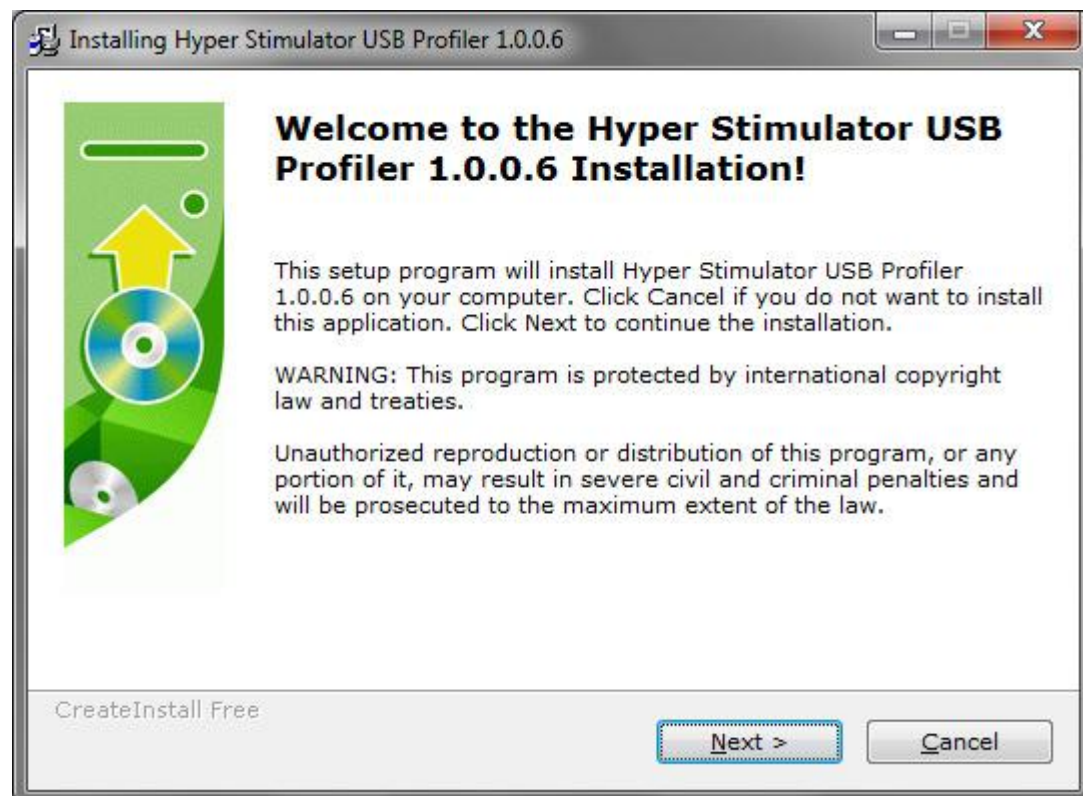 Installing Hyper Stimulator USB Profiler 1.0.0.6
Welcome to the Hyper Stimulator USB
Profiler 1.0.0.6 Installation!
This setup program will install Hyper Stimulator USB Profiler
1.0.0.6 on your computer. Click Cancel if you do not want to install
this application. Click Next to continue the installation.
WARNING: This program is protected by international copyright
law and treaties.
Unauthorized reproduction or distribution of this program, or any
portion of it, may result in severe civil and criminal penalties and
will be prosecuted to the maximum extent of the law.
CreateInstall Free
Next >
Cancel